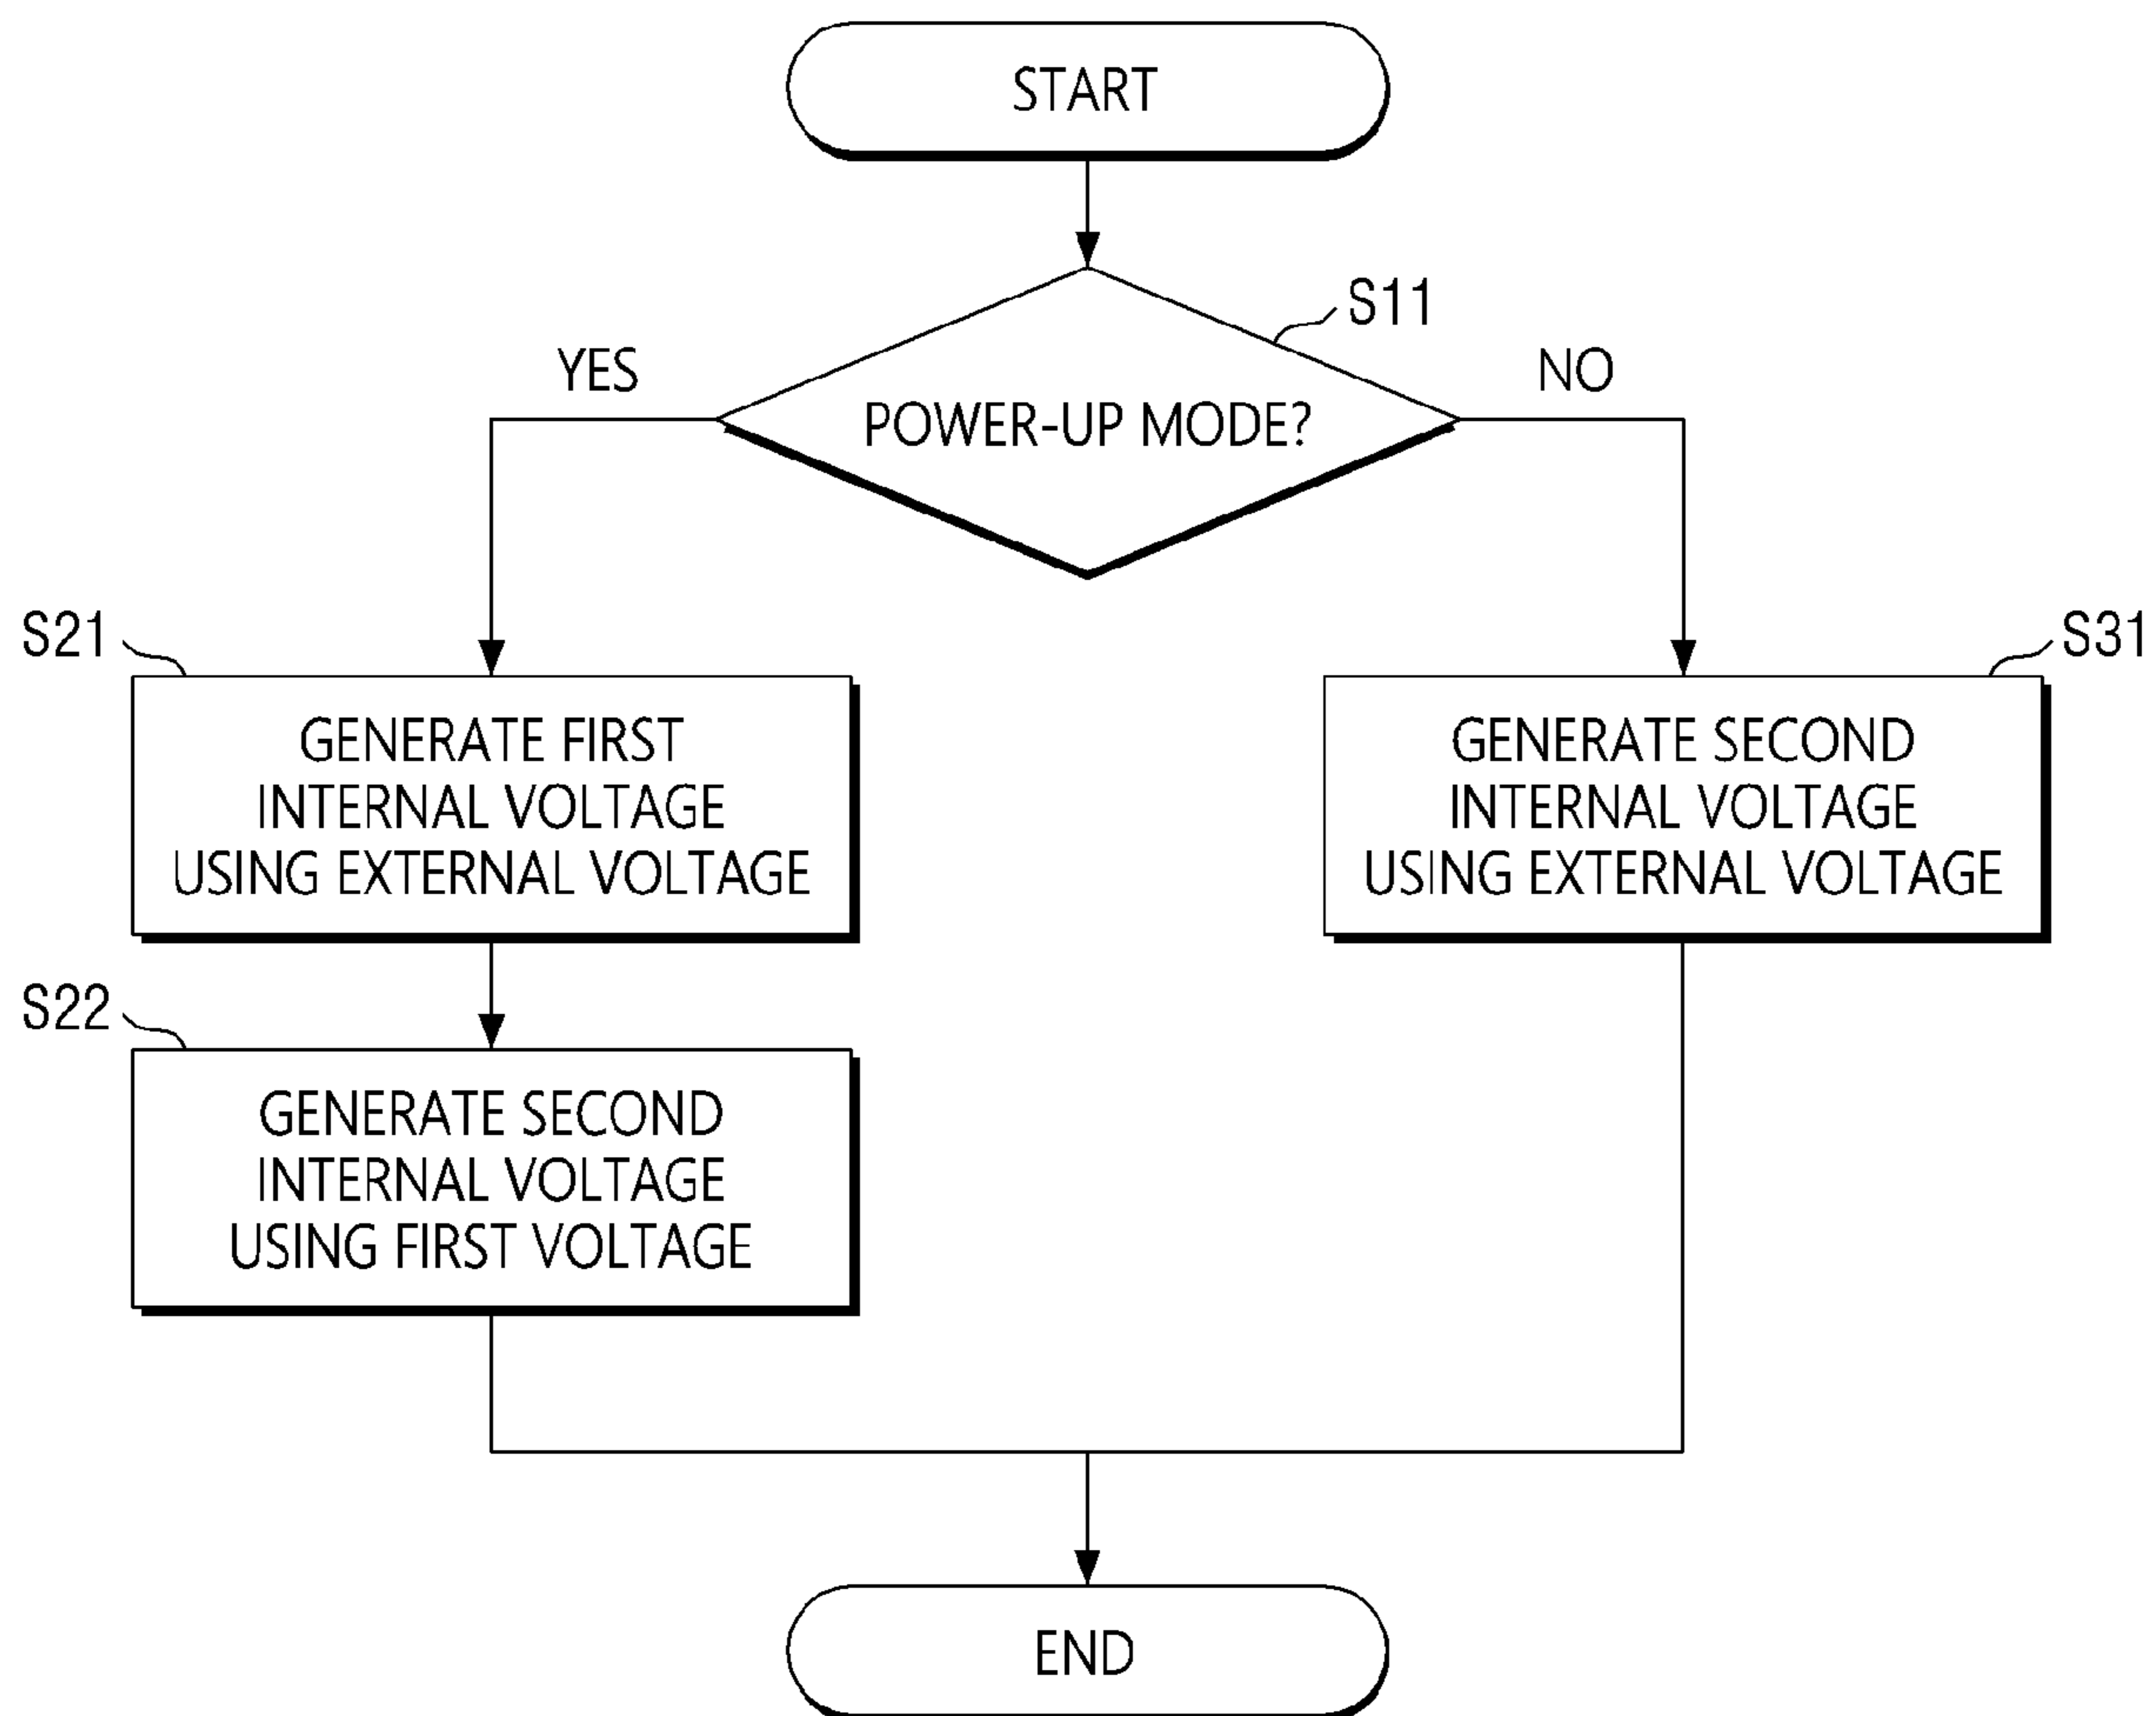 START
S11
YES
NO
POWER-UP MODE?
S21
S31
GENERATE FIRST
INTERNAL VOLTAGE
USING EXTERNAL VOLTAGE
GENERATE SECOND
INTERNAL VOLTAGE
USING EXTERNAL VOLTAGE
S22
GENERATE SECOND
INTERNAL VOLTAGE
USING FIRST VOLTAGE
END